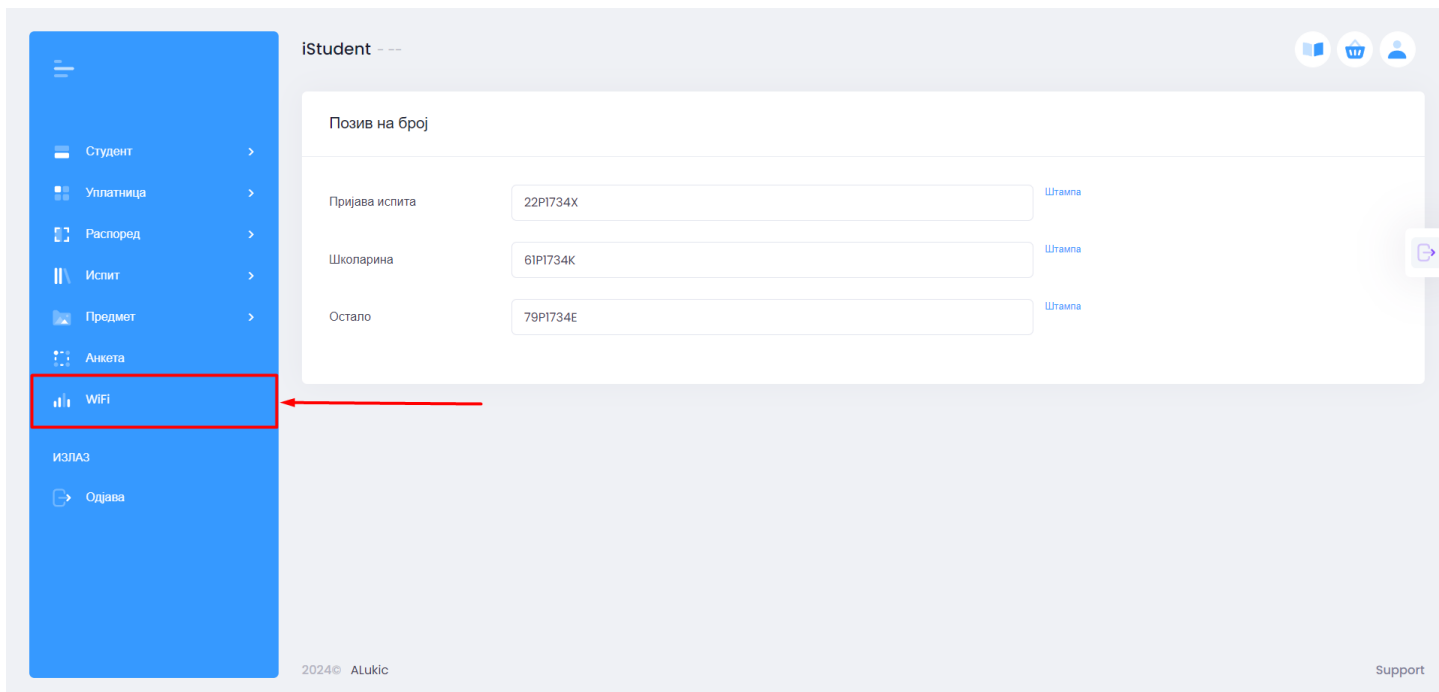 iStudent - --
Студент
Уплатница
Распоред
Испит
Предмет
Анкета
WiFi
ИЗЛАЗ
Одјава
Позив на број
Пријава испита 22P1734X Штампа
Школарина 61P1734K Штампа
Остало 79P1734E Штампа
2024© ALukic Support